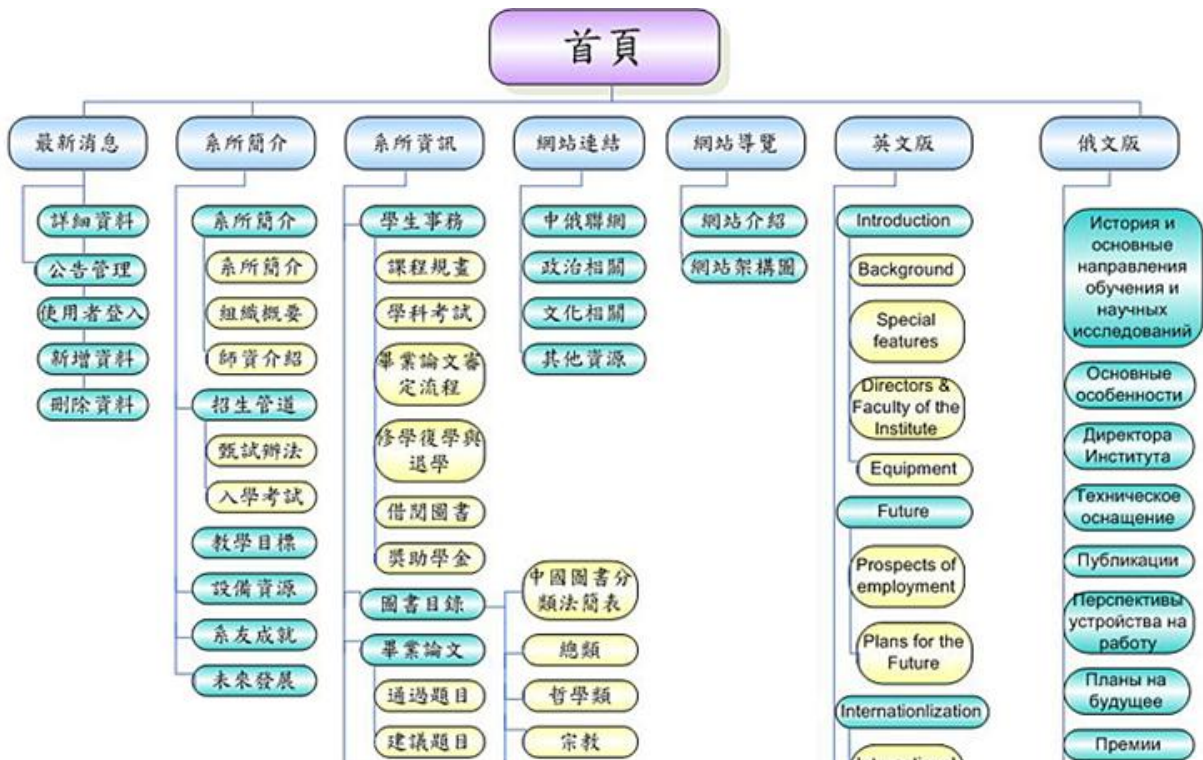 首頁
最新消息
詳細資料
公告管理
使用者登入
新增資料
刪除資料
系所簡介
系所簡介
系所簡介
組織概要
師資介紹
招生管道
甄試辦法
入學考試
教學目標
設備資源
系友成就
未來發展
系所資訊
學生事務
課程規畫
學科考試
畢業論文審
定流程
修學復學與
退學
借閱圖書
獎助學金
圖書目錄
中國圖書分
類法簡表
總類
哲學類
宗教
畢業論文
通過題目
建議題目
網站連結
中俄聯網
政治相關
文化相關
其他資源
網站導覽
網站介紹
網站架構圖
英文版
Introduction
Background
Special
features
Directors &
Faculty of the
Institute
Equipment
Future
Prospects of
employment
Plans for the
Future
Internationlization
俄文版
История и
основные
направления
обучения и
научных
исследований
Основные
особенности
Директора
Института
Техническое
оснащение
Публикации
Перспективы
устройства на
работу
Планы на
будущее
Премии